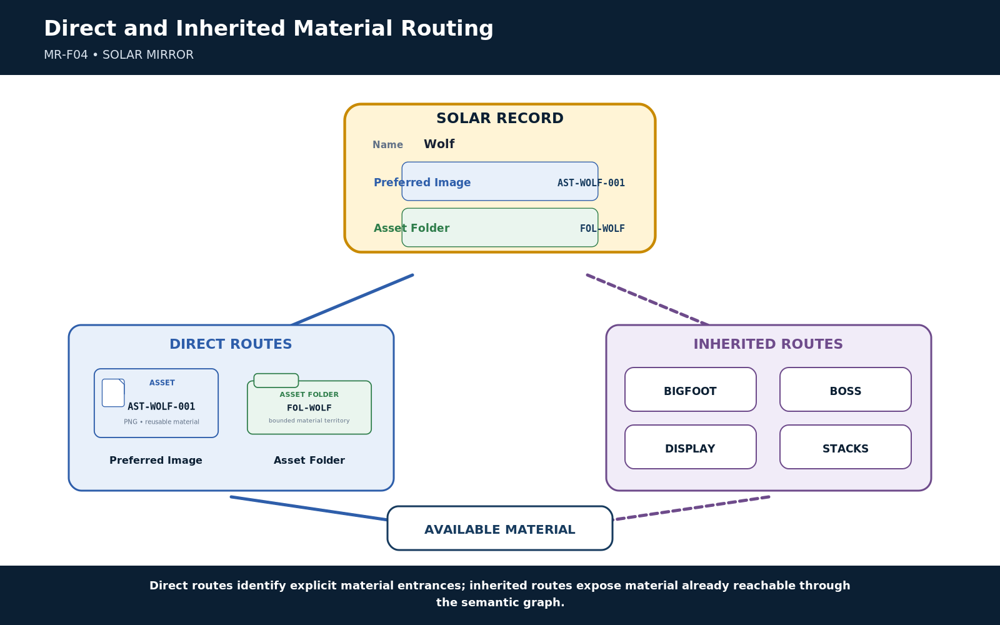 Direct and Inherited Material Routing
MR-F04 • SOLAR MIRROR
SOLAR RECORD
Name Wolf
Preferred Image AST-WOLF-001
Asset Folder FOL-WOLF
DIRECT ROUTES
ASSET
AST-WOLF-001
PNG • reusable material
Preferred Image
ASSET FOLDER
FOL-WOLF
bounded material territory
Asset Folder
INHERITED ROUTES
BIGFOOT
BOSS
DISPLAY
STACKS
AVAILABLE MATERIAL
Direct routes identify explicit material entrances; inherited routes expose material already reachable through
the semantic graph.